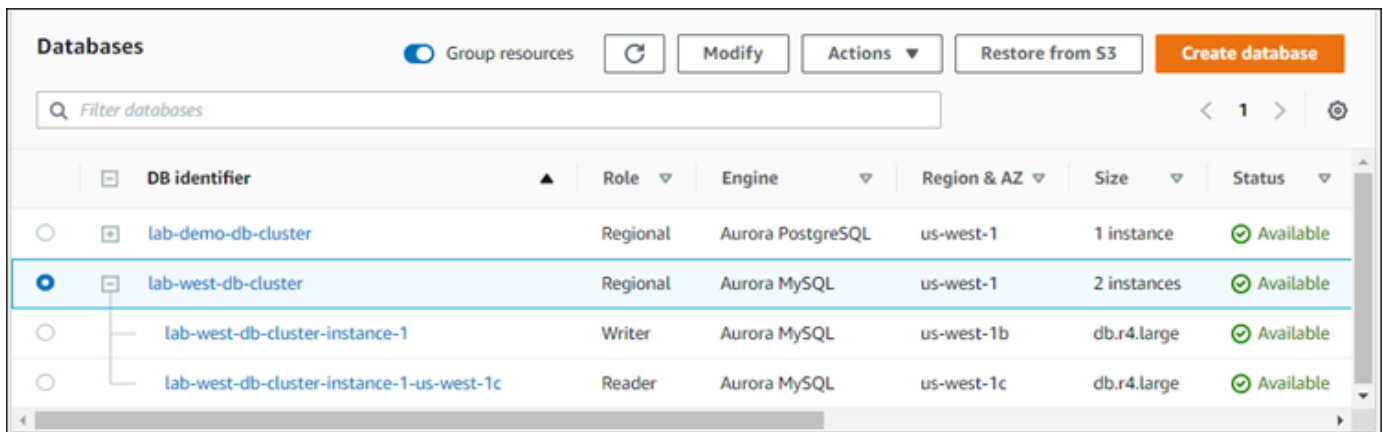 Databases Group resources Modify Actions Restore from S3 Create database
Filter databases 1
DB identifier Role Engine Region & AZ Size Status
lab-demo-db-cluster Regional Aurora PostgreSQL us-west-1 1 instance Available
lab-west-db-cluster Regional Aurora MySQL us-west-1 2 instances Available
lab-west-db-cluster-instance-1 Writer Aurora MySQL us-west-1b db.r4.large Available
lab-west-db-cluster-instance-1-us-west-1c Reader Aurora MySQL us-west-1c db.r4.large Available